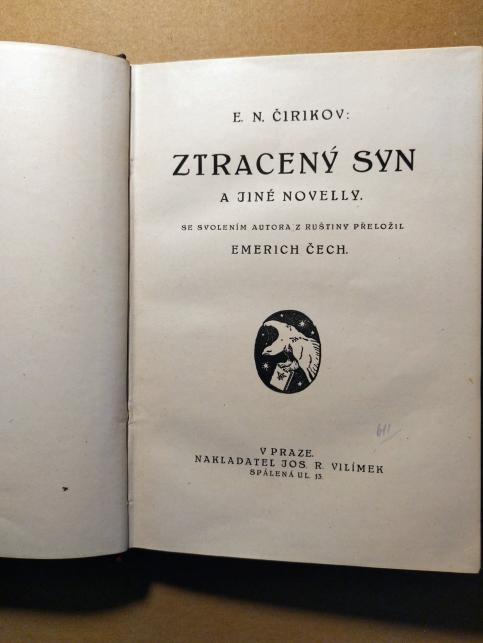 E. N. ČIRIKOV:
ZTRACENÝ SYN
A JINÉ NOVELLY.
SE SVOLENÍM AUTORA Z RUŠTINY PŘELOŽIL
EMERICH ČECH.
611
V PRAZE.
NAKLADATEL JOS. R. VILÍMEK
SPÁLENÁ UL. 13.